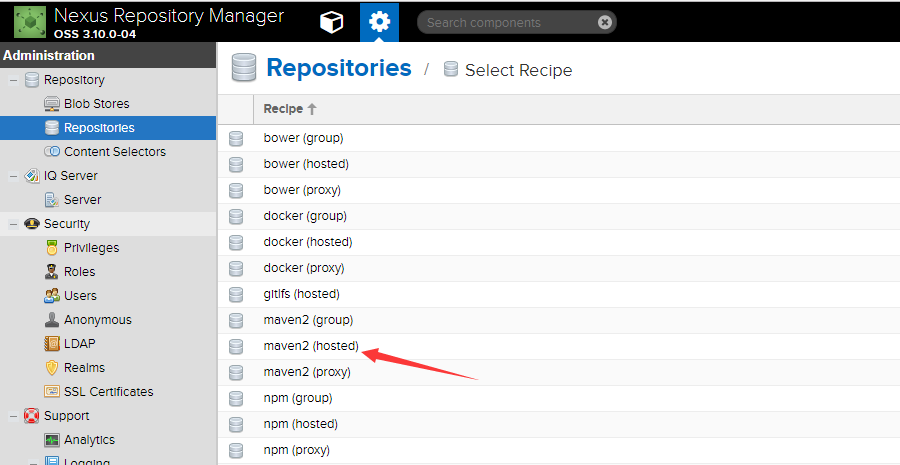 Nexus Repository Manager
OSS 3.10.0-04
Search components
Administration
Repository
Blob Stores
Repositories
Content Selectors
IQ Server
Server
Security
Privileges
Roles
Users
Anonymous
LDAP
Realms
SSL Certificates
Support
Analytics
Logging
Repositories / Select Recipe
Recipe
bower (group)
bower (hosted)
bower (proxy)
docker (group)
docker (hosted)
docker (proxy)
gitlfs (hosted)
maven2 (group)
maven2 (hosted)
maven2 (proxy)
npm (group)
npm (hosted)
npm (proxy)